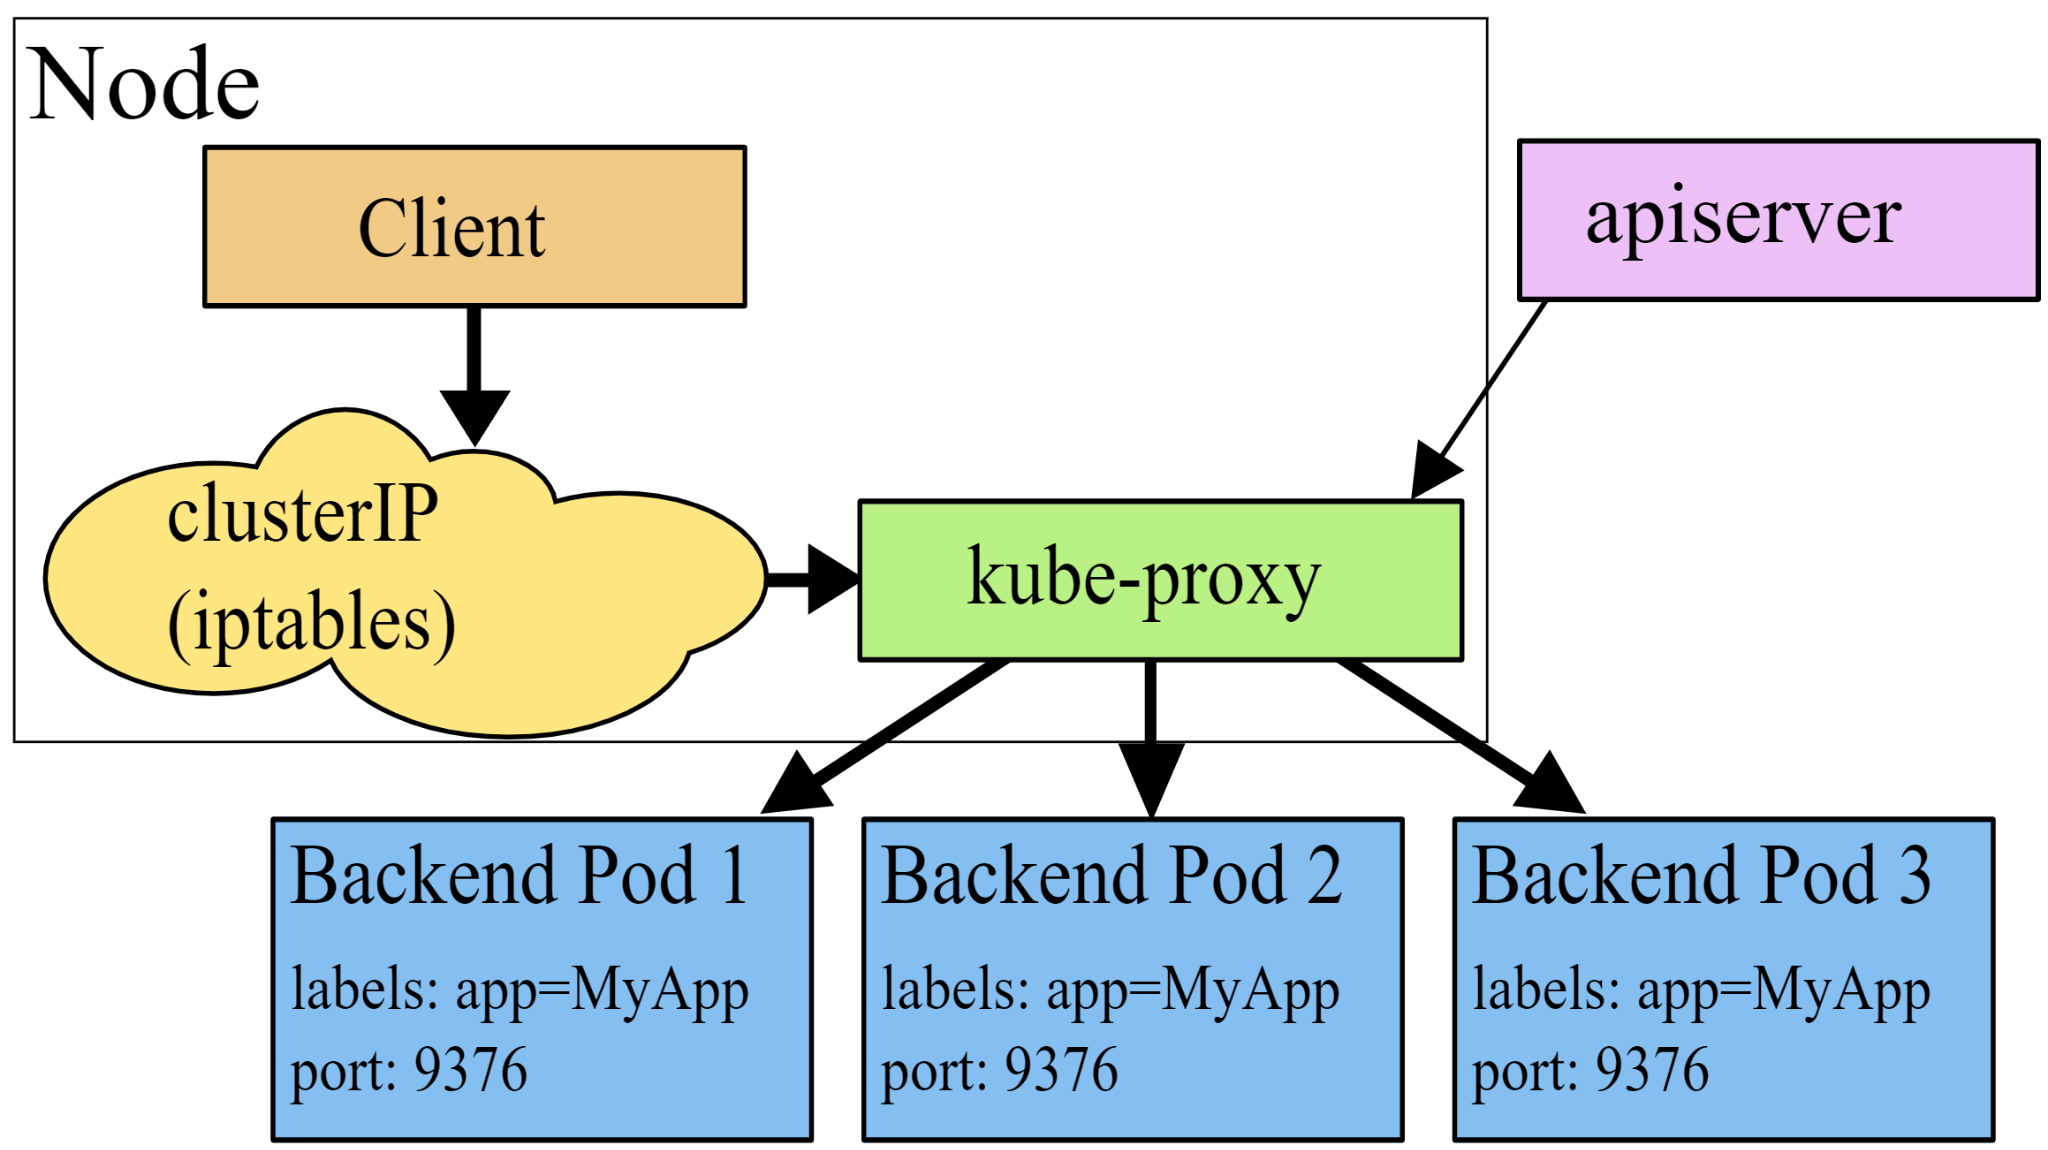 Node
Client
apiserver
clusterIP
(iptables)
kube-proxy
Backend Pod 1
labels: app=MyApp
port: 9376
Backend Pod 2
labels: app=MyApp
port: 9376
Backend Pod 3
labels: app=MyApp
port: 9376